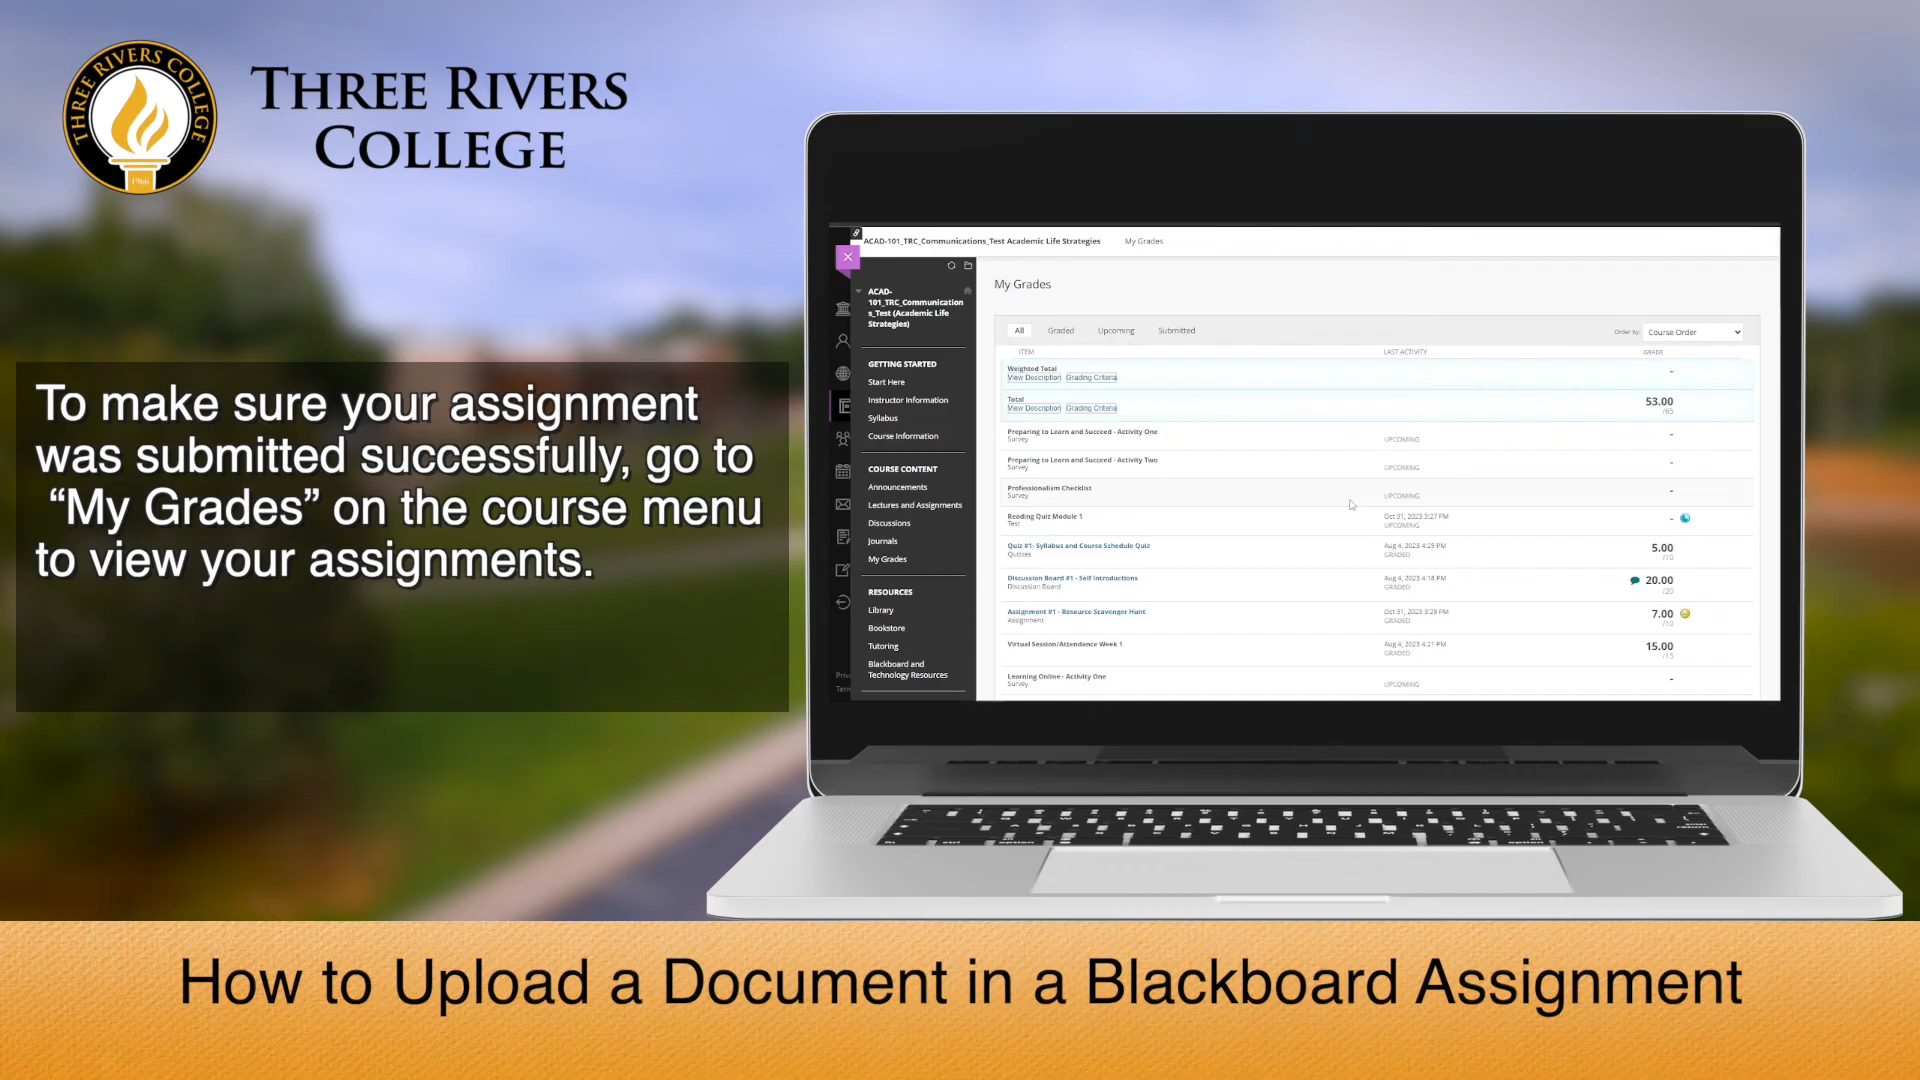 THREE RIVERS COLLEGE
1966
THREE RIVERS
COLLEGE
To make sure your assignment
was submitted successfully, go to
“My Grades” on the course menu
to view your assignments.
ACAD-101_TRC_Communications_Test Academic Life Strategies My Grades
ACAD-
101_TRC_Communication
s_Test (Academic Life
Strategies)
GETTING STARTED
Start Here
Instructor Information
Syllabus
Course Information
COURSE CONTENT
Announcements
Lectures and Assignments
Discussions
Journals
My Grades
RESOURCES
Library
Bookstore
Tutoring
Blackboard and
Technology Resources
My Grades
All Graded Upcoming Submitted
Order by: Course Order
ITEM LAST ACTIVITY GRADE
Weighted Total -
View Description Grading Criteria
Total 53.00
View Description Grading Criteria /65
Preparing to Learn and Succeed - Activity One -
Survey UPCOMING
Preparing to Learn and Succeed - Activity Two -
Survey UPCOMING
Professionalism Checklist -
Survey UPCOMING
Reading Quiz Module 1 Oct 31, 2023 3:27 PM -
Test UPCOMING
Quiz #1- Syllabus and Course Schedule Quiz Aug 4, 2023 4:25 PM 5.00
Quizzes GRADED /10
Discussion Board #1 - Self Introductions Aug 4, 2023 4:18 PM 20.00
Discussion Board GRADED /20
Assignment #1 - Resource Scavenger Hunt Oct 31, 2023 3:29 PM 7.00
Assignment GRADED /10
Virtual Session/Attendance Week 1 Aug 4, 2023 4:21 PM 15.00
GRADED /15
Learning Online - Activity One -
Survey UPCOMING
How to Upload a Document in a Blackboard Assignment